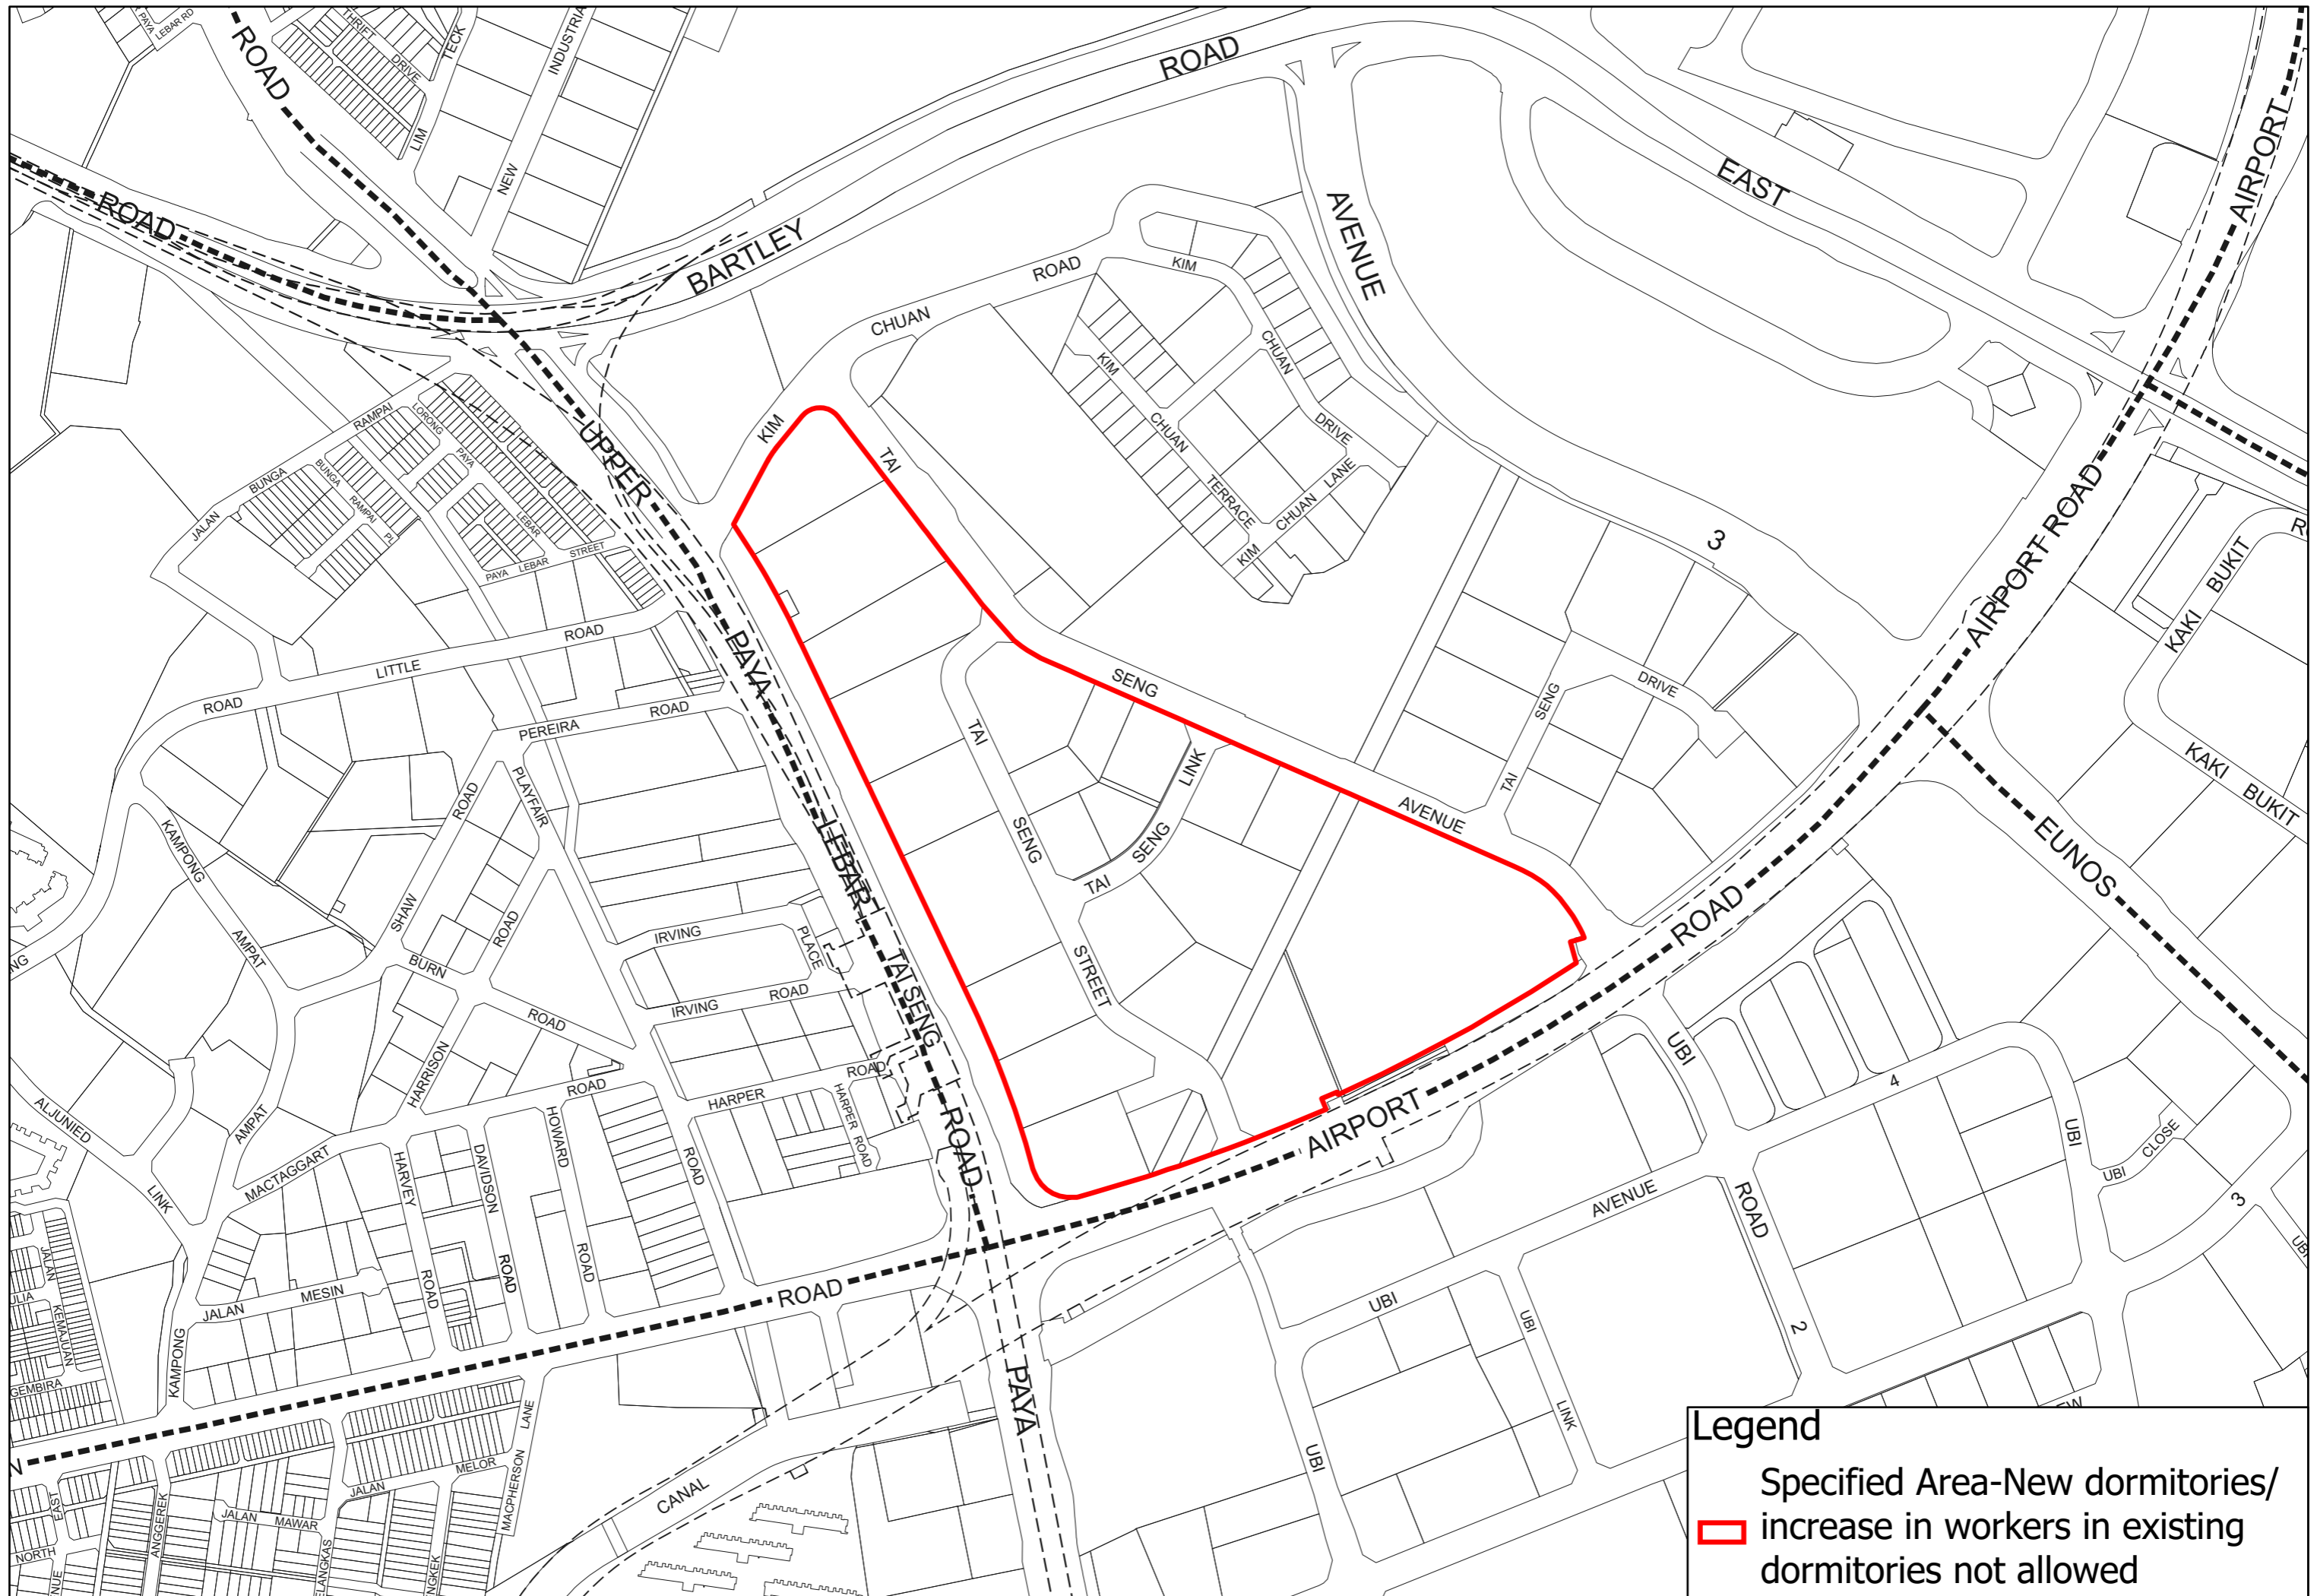 PAYA
LEBAR RD
THRIFT
DRIVE
TECK
LIM
INDUSTRIA
NEW
ROAD
ROAD
ROAD
BARTLEY
EAST
AIRPORT
AVENUE
3
CHUAN
ROAD
KIM
KIM
CHUAN
DRIVE
KIM
CHUAN
TERRACE
KIM
CHUAN
LANE
TAI
SENG
AVENUE
UPPER
PAYA
LEBAR
ROAD
TAI SENG
JALAN
BUNGA
RAMPAI
BUNGA
RAMPAI
PL
LORONG
PAYA
LEBAR
PAYA
LEBAR
STREET
ROAD
LITTLE
ROAD
PEREIRA
ROAD
PLAYFAIR
ROAD
SHAW
ROAD
BURN
ROAD
KAMPONG
AMPAT
AMPAT
IRVING
PLACE
IRVING
ROAD
HARRISON
ROAD
HARPER
ROAD
HARPER
ROAD
HOWARD
ROAD
ROAD
DAVIDSON
ROAD
HARVEY
ROAD
MACTAGGART
ALJUNIED
LINK
JALAN
MESIN
KAMPONG
TAI
SENG
STREET
TAI
SENG
LINK
TAI
SENG
DRIVE
AIRPORT ROAD
KAKI
BUKIT
KAKI
BUKIT
EUNOS
ROAD
AIRPORT
ROAD
PAYA
UBI
AVENUE
4
UBI
UBI
CLOSE
3
UBI
ROAD
2
UBI
AVENUE
UBI
LINK
UBI
JALAN
KEMAJUAN
GEMBIRA
EAST
NORTH
ANGGEREK
JALAN
MAWAR
JALAN
MELOR
MACPHERSON
LANE
CANAL
Legend
Specified Area-New dormitories/
increase in workers in existing
dormitories not allowed